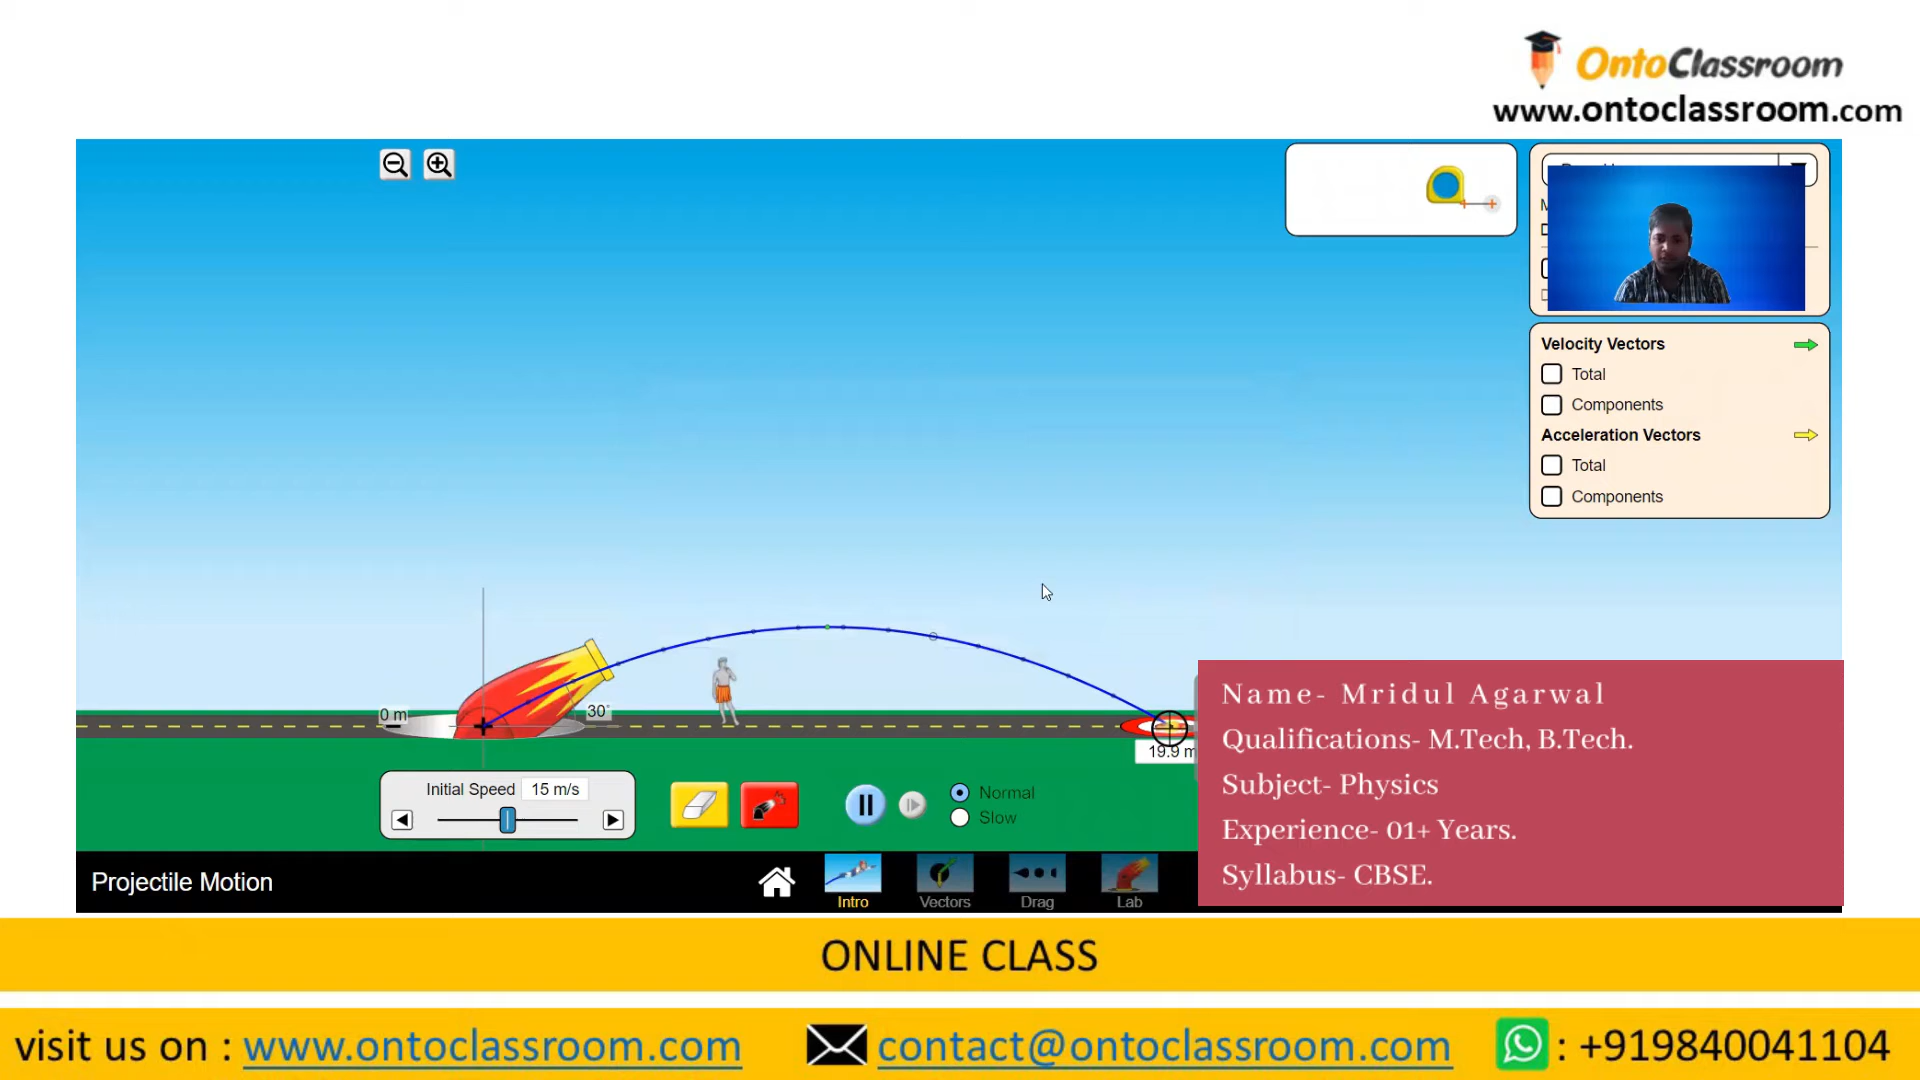 OntoClassroom
www.ontoclassroom.com
Velocity Vectors
Total
Components
Acceleration Vectors
Total
Components
0 m
30°
19.9 m
Initial Speed 15 m/s
Normal
Slow
Projectile Motion
Intro
Vectors
Drag
Lab
Name- Mridul Agarwal
Qualifications- M.Tech, B.Tech.
Subject- Physics
Experience- 01+ Years.
Syllabus- CBSE.
ONLINE CLASS
visit us on : www.ontoclassroom.com
contact@ontoclassroom.com
: +919840041104